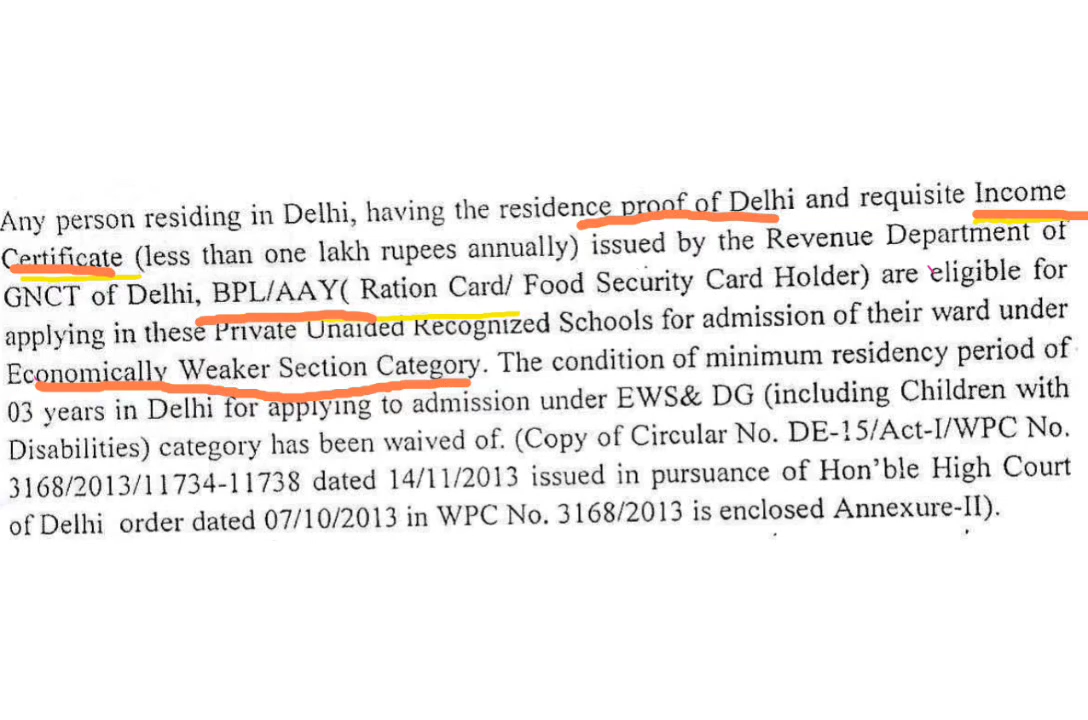 Any person residing in Delhi, having the residence proof of Delhi and requisite Income
Certificate (less than one lakh rupees annually) issued by the Revenue Department of
GNCT of Delhi, BPL/AAY( Ration Card/ Food Security Card Holder) are eligible for
applying in these Private Unaided Recognized Schools for admission of their ward under
Economically Weaker Section Category. The condition of minimum residency period of
03 years in Delhi for applying to admission under EWS& DG (including Children with
Disabilities) category has been waived of. (Copy of Circular No. DE-15/Act-I/WPC No.
3168/2013/11734-11738 dated 14/11/2013 issued in pursuance of Hon'ble High Court
of Delhi order dated 07/10/2013 in WPC No. 3168/2013 is enclosed Annexure-II).